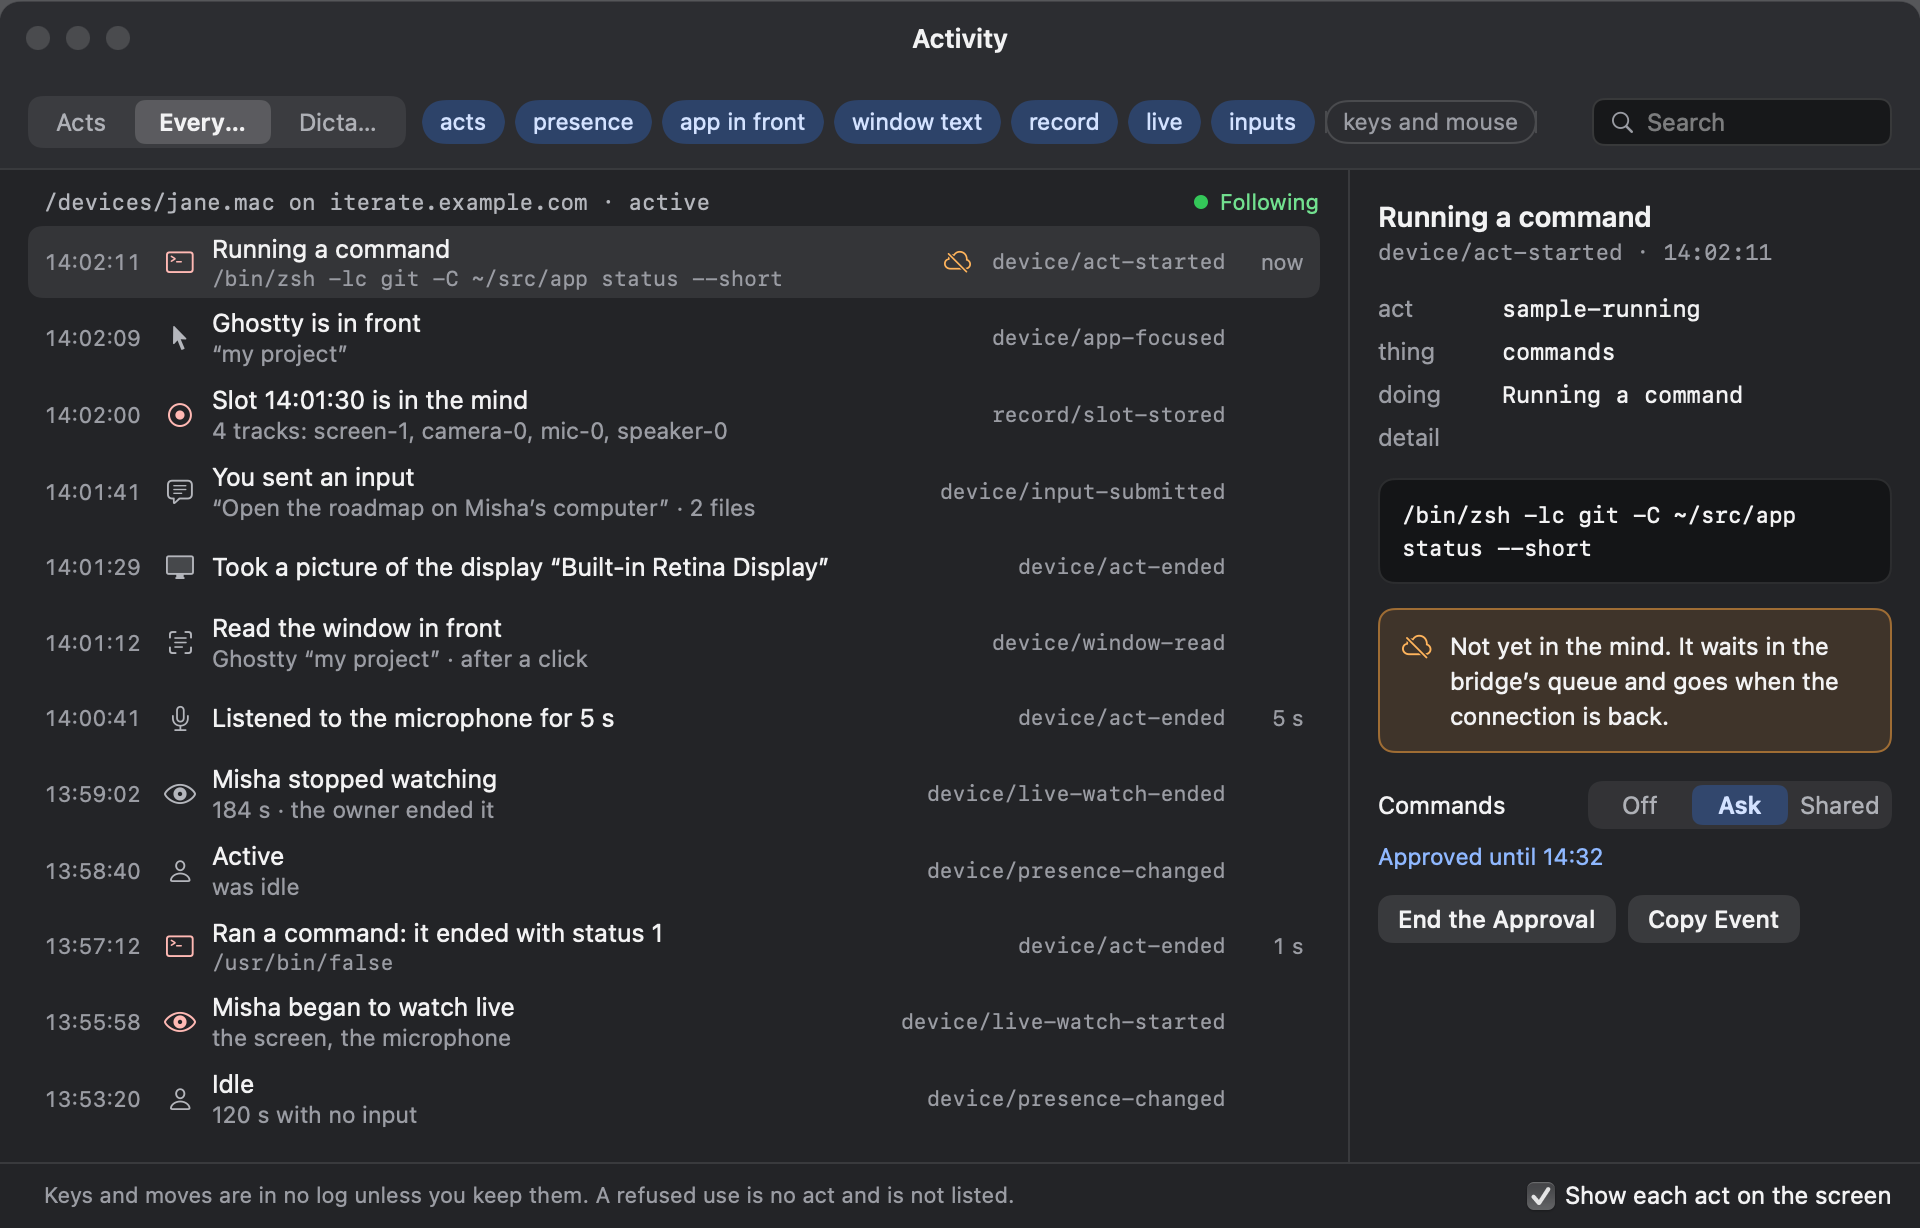 Activity
Acts Every... Dicta... acts presence app in front window text record live inputs keys and mouse Search
/devices/jane.mac on iterate.example.com · active Following
14:02:11 Running a command device/act-started now
/bin/zsh -lc git -C ~/src/app status --short
14:02:09 Ghostty is in front device/app-focused
“my project”
14:02:00 Slot 14:01:30 is in the mind record/slot-stored
4 tracks: screen-1, camera-0, mic-0, speaker-0
14:01:41 You sent an input device/input-submitted
“Open the roadmap on Misha’s computer” · 2 files
14:01:29 Took a picture of the display “Built-in Retina Display” device/act-ended
14:01:12 Read the window in front device/window-read
Ghostty “my project” · after a click
14:00:41 Listened to the microphone for 5 s device/act-ended 5 s
13:59:02 Misha stopped watching device/live-watch-ended
184 s · the owner ended it
13:58:40 Active device/presence-changed
was idle
13:57:12 Ran a command: it ended with status 1 device/act-ended 1 s
/usr/bin/false
13:55:58 Misha began to watch live device/live-watch-started
the screen, the microphone
13:53:20 Idle device/presence-changed
120 s with no input
Running a command
device/act-started · 14:02:11
act sample-running
thing commands
doing Running a command
detail
/bin/zsh -lc git -C ~/src/app
status --short
Not yet in the mind. It waits in the
bridge’s queue and goes when the
connection is back.
Commands Off Ask Shared
Approved until 14:32
End the Approval Copy Event
Keys and moves are in no log unless you keep them. A refused use is no act and is not listed. Show each act on the screen